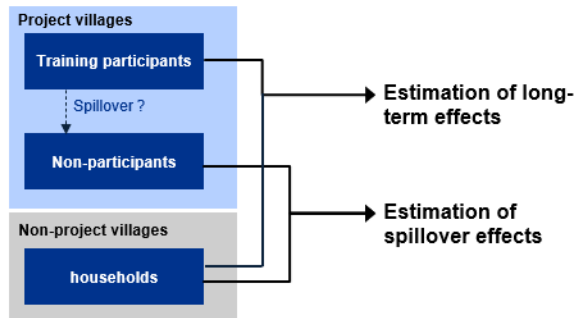 Project villages
Training participants
Spillover ?
Non-participants
Non-project villages
households
Estimation of long-
term effects
Estimation of
spillover effects